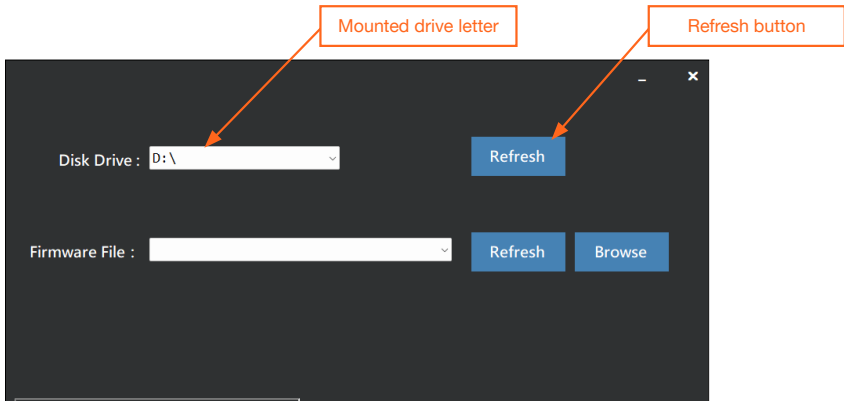 Mounted drive letter
Refresh button
Disk Drive :
D:\
Refresh
Firmware File :
Refresh
Browse